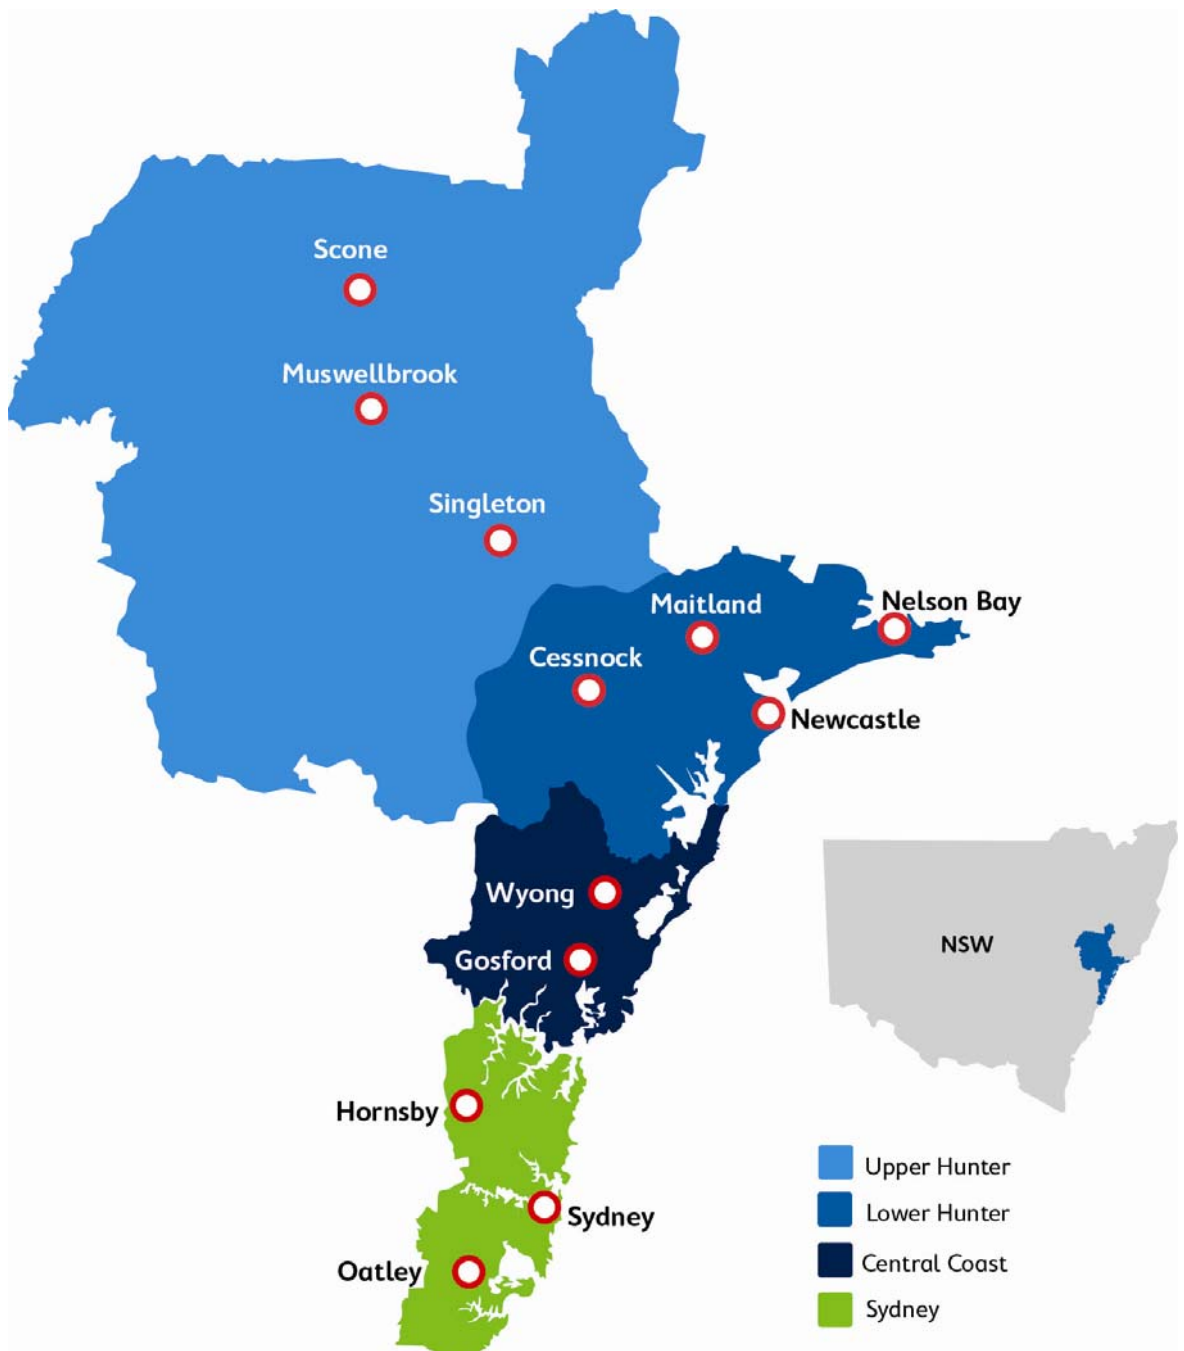 Scone
Muswellbrook
Singleton
Maitland
Nelson Bay
Cessnock
Newcastle
Wyong
Gosford
NSW
Hornsby
Sydney
Oatley
Upper Hunter
Lower Hunter
Central Coast
Sydney